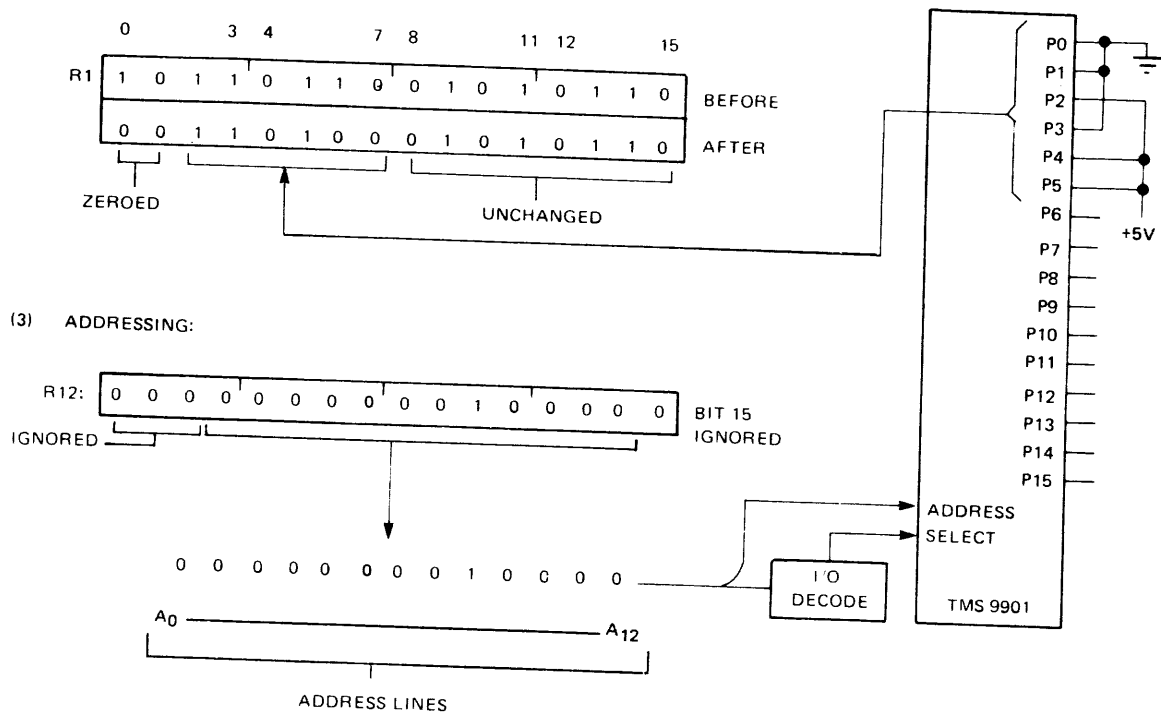 0 3 4 7 8 11 12 15
R1 1 0 1 1 0 1 1 0 0 1 0 1 0 1 1 0 BEFORE
0 0 1 1 0 1 0 0 0 1 0 1 0 1 1 0 AFTER
ZEROED
UNCHANGED
P0
P1
P2
P3
P4
P5
P6
+5V
P7
P8
P9
P10
P11
P12
P13
P14
P15
ADDRESS
SELECT
TMS 9901
(3) ADDRESSING:
R12: 0 0 0 0 0 0 0 0 0 0 1 0 0 0 0 0 BIT 15
IGNORED
IGNORED
0 0 0 0 0 0 0 0 1 0 0 0 0
I/O
DECODE
A0 A12
ADDRESS LINES